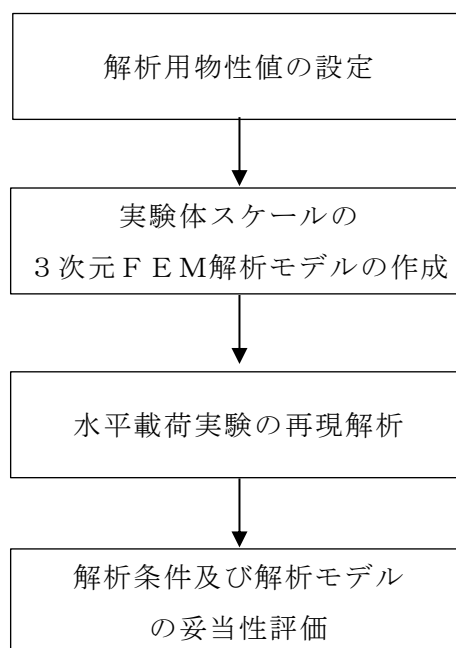 解析用物性値の設定
実験体スケールの
３次元ＦＥＭ解析モデルの作成
水平載荷実験の再現解析
解析条件及び解析モデル
の妥当性評価